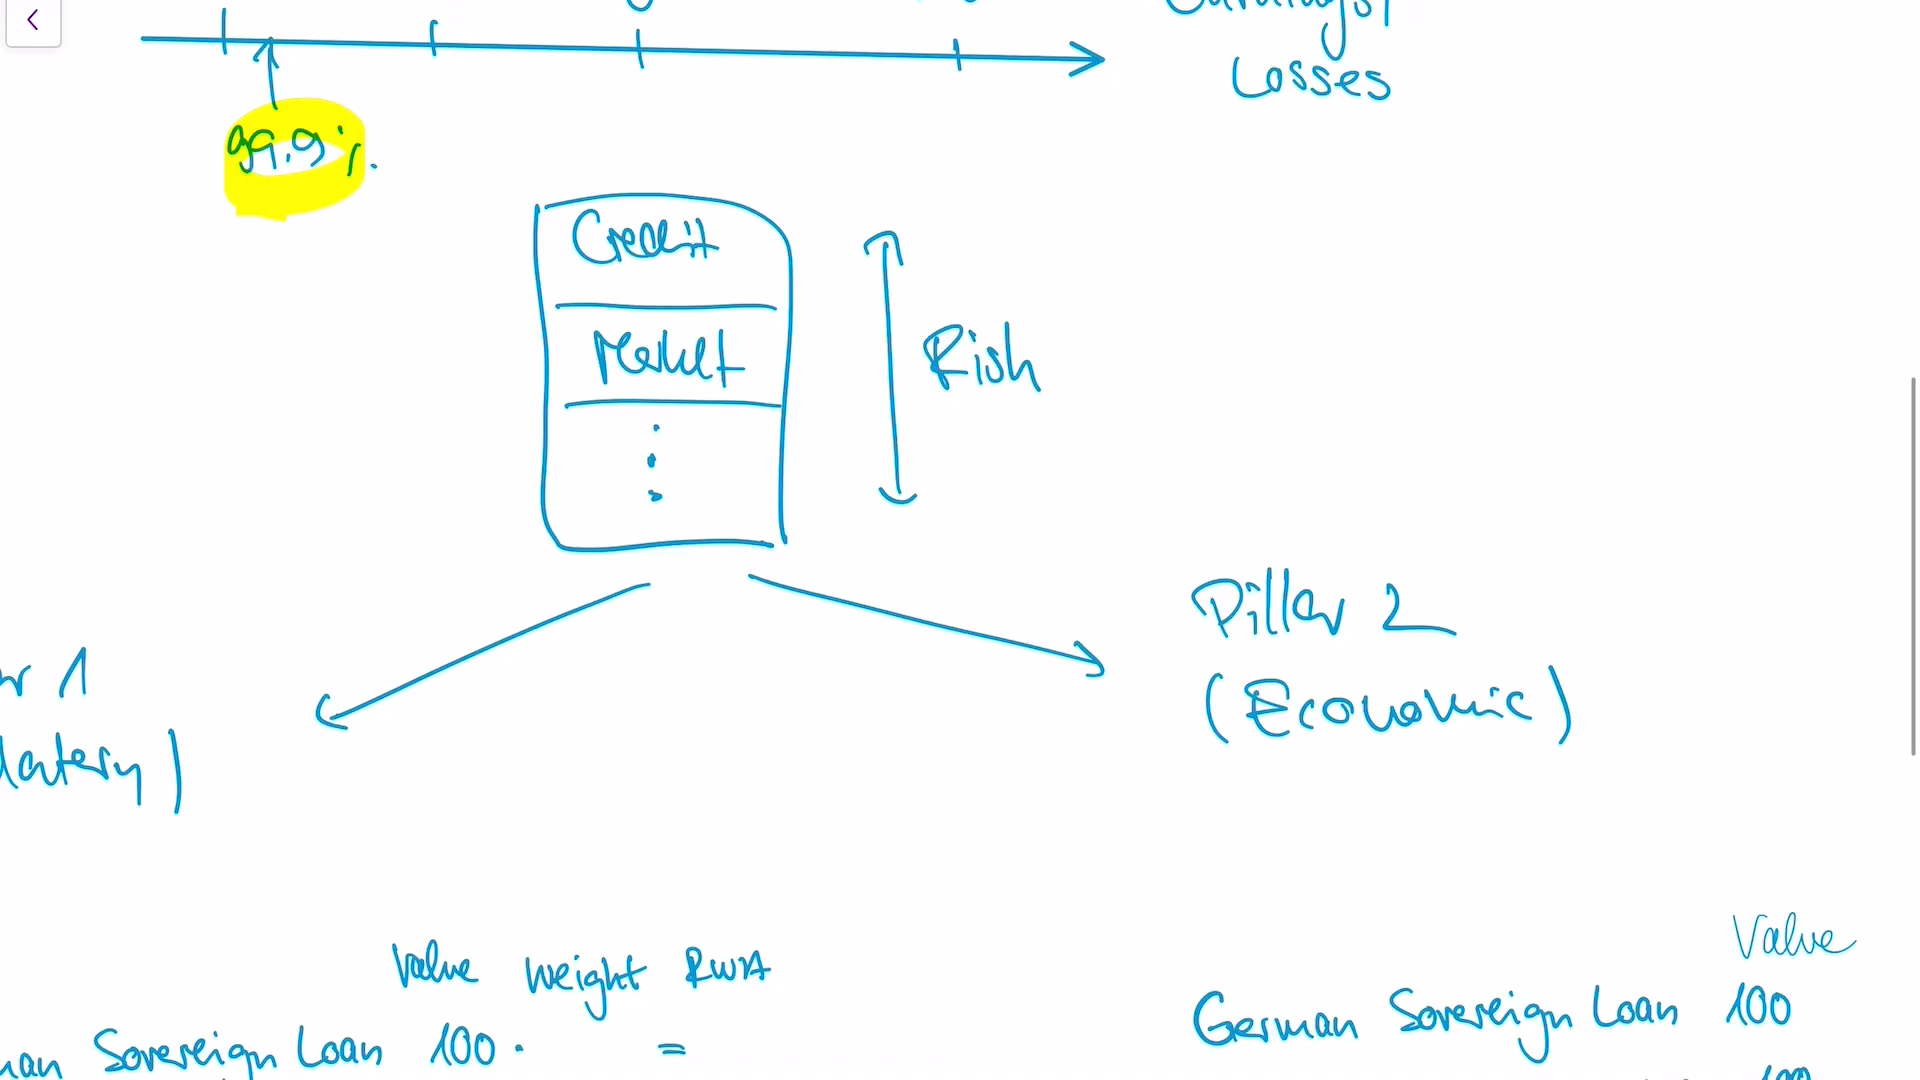 Losses
99.9%.
Credit
Market
Risk
Pillar 2
(Economic)
1
Value Weight RWA
Sovereign Loan 100 · =
Value
German Sovereign Loan 100